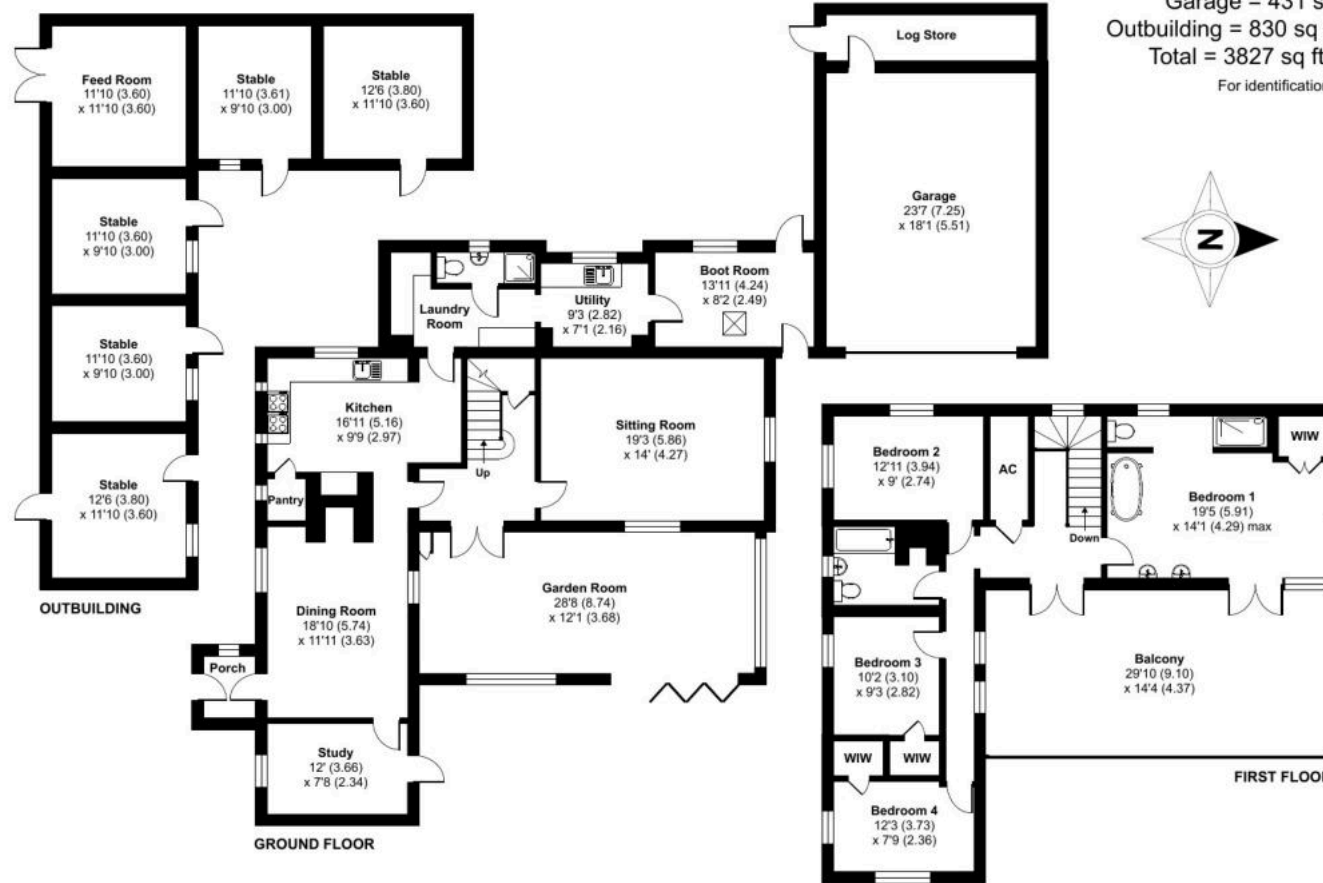 Garage = 431 s
Outbuilding = 830 sq
Total = 3827 sq ft
For identification
Log Store
Feed Room
11'10 (3.60)
x 11'10 (3.60)
Stable
11'10 (3.61)
x 9'10 (3.00)
Stable
12'6 (3.80)
x 11'10 (3.60)
Garage
23'7 (7.25)
x 18'1 (5.51)
N
Stable
11'10 (3.60)
x 9'10 (3.00)
Boot Room
13'11 (4.24)
x 8'2 (2.49)
Utility
9'3 (2.82)
x 7'1 (2.16)
Laundry
Room
Stable
11'10 (3.60)
x 9'10 (3.00)
Kitchen
16'11 (5.16)
x 9'9 (2.97)
Sitting Room
19'3 (5.86)
x 14' (4.27)
Up
Pantry
Stable
12'6 (3.80)
x 11'10 (3.60)
OUTBUILDING
Garden Room
28'8 (8.74)
x 12'1 (3.68)
Dining Room
18'10 (5.74)
x 11'11 (3.63)
Porch
Study
12' (3.66)
x 7'8 (2.34)
GROUND FLOOR
Bedroom 2
12'11 (3.94)
x 9' (2.74)
AC
WIW
Bedroom 1
19'5 (5.91)
x 14'1 (4.29) max
Down
Bedroom 3
10'2 (3.10)
x 9'3 (2.82)
Balcony
29'10 (9.10)
x 14'4 (4.37)
WIW
WIW
Bedroom 4
12'3 (3.73)
x 7'9 (2.36)
FIRST FLOOR